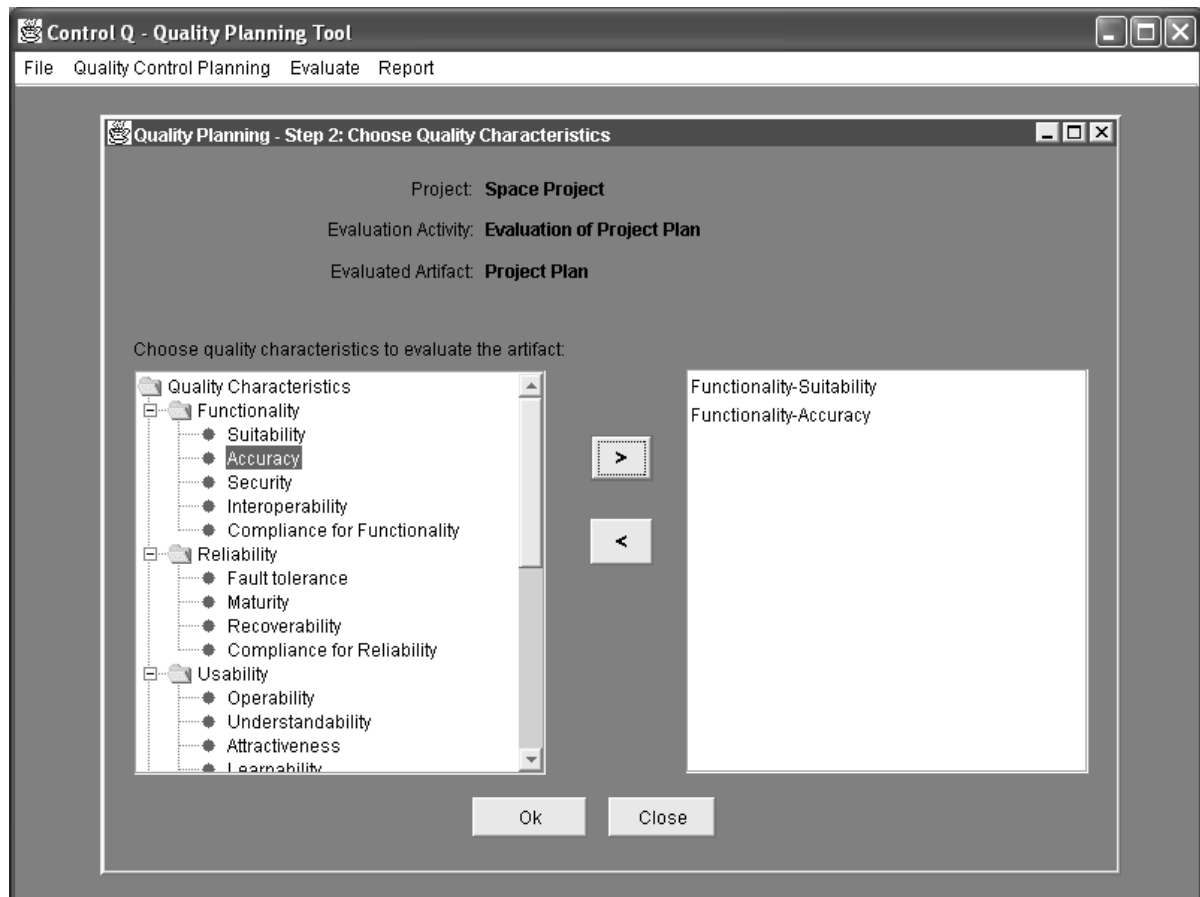 Control Q - Quality Planning Tool
File Quality Control Planning Evaluate Report
Quality Planning - Step 2: Choose Quality Characteristics
Project: Space Project
Evaluation Activity: Evaluation of Project Plan
Evaluated Artifact: Project Plan
Choose quality characteristics to evaluate the artifact:
Quality Characteristics
Functionality
Suitability
Accuracy
Security
Interoperability
Compliance for Functionality
Reliability
Fault tolerance
Maturity
Recoverability
Compliance for Reliability
Usability
Operability
Understandability
Attractiveness
Learnability
>
<
Functionality-Suitability
Functionality-Accuracy
Ok Close